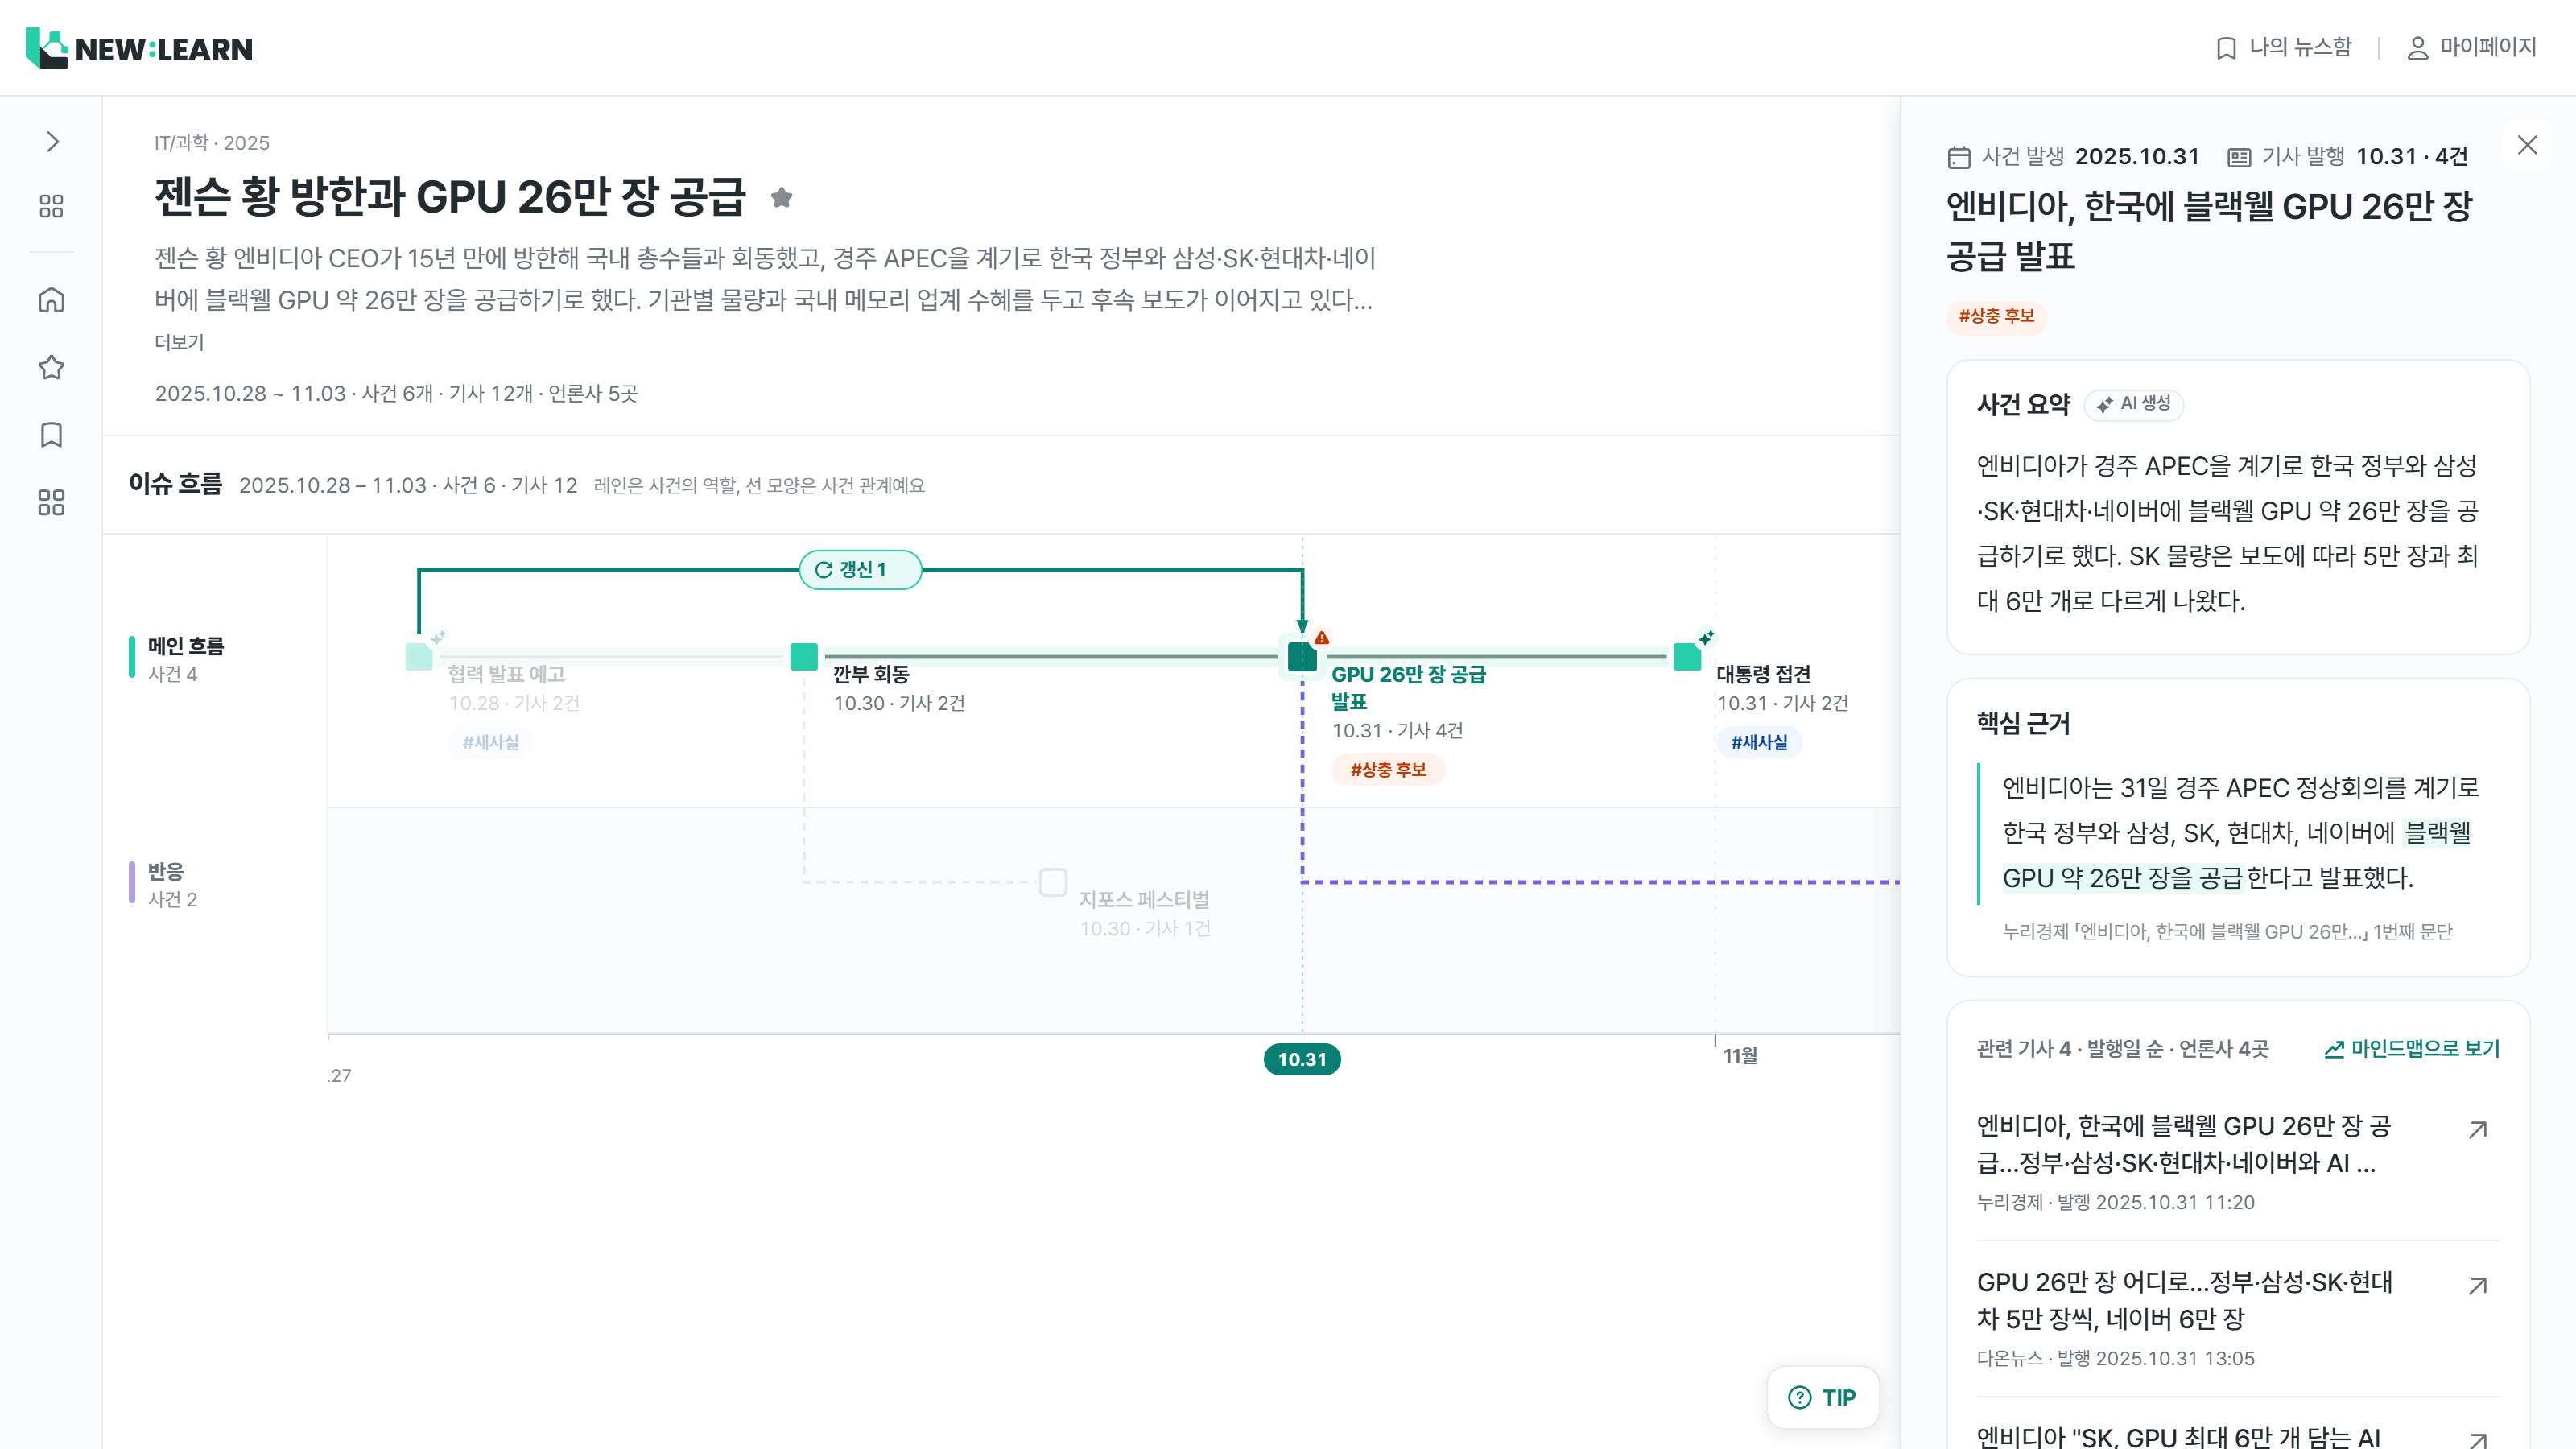 NEW:LEARN
나의 뉴스함
마이페이지
IT/과학 · 2025
젠슨 황 방한과 GPU 26만 장 공급
젠슨 황 엔비디아 CEO가 15년 만에 방한해 국내 총수들과 회동했고, 경주 APEC을 계기로 한국 정부와 삼성·SK·현대차·네이
버에 블랙웰 GPU 약 26만 장을 공급하기로 했다. 기관별 물량과 국내 메모리 업계 수혜를 두고 후속 보도가 이어지고 있다...
더보기
2025.10.28 ~ 11.03 · 사건 6개 · 기사 12개 · 언론사 5곳
이슈 흐름 2025.10.28 – 11.03 · 사건 6 · 기사 12 레인은 사건의 역할, 선 모양은 사건 관계예요
갱신 1
메인 흐름
사건 4
협력 발표 예고
10.28 · 기사 2건
#새사실
깐부 회동
10.30 · 기사 2건
GPU 26만 장 공급
발표
10.31 · 기사 4건
#상충 후보
대통령 접견
10.31 · 기사 2건
#새사실
반응
사건 2
지포스 페스티벌
10.30 · 기사 1건
.27
10.31
11월
TIP
사건 발생 2025.10.31 기사 발행 10.31 · 4건
엔비디아, 한국에 블랙웰 GPU 26만 장
공급 발표
#상충 후보
사건 요약 AI 생성
엔비디아가 경주 APEC을 계기로 한국 정부와 삼성
·SK·현대차·네이버에 블랙웰 GPU 약 26만 장을 공
급하기로 했다. SK 물량은 보도에 따라 5만 장과 최
대 6만 개로 다르게 나왔다.
핵심 근거
엔비디아는 31일 경주 APEC 정상회의를 계기로
한국 정부와 삼성, SK, 현대차, 네이버에 블랙웰
GPU 약 26만 장을 공급한다고 발표했다.
누리경제 「엔비디아, 한국에 블랙웰 GPU 26만...」 1번째 문단
관련 기사 4 · 발행일 순 · 언론사 4곳 마인드맵으로 보기
엔비디아, 한국에 블랙웰 GPU 26만 장 공
급...정부·삼성·SK·현대차·네이버와 AI ...
누리경제 · 발행 2025.10.31 11:20
GPU 26만 장 어디로...정부·삼성·SK·현대
차 5만 장씩, 네이버 6만 장
다온뉴스 · 발행 2025.10.31 13:05
엔비디아 "SK, GPU 최대 6만 개 담는 AI